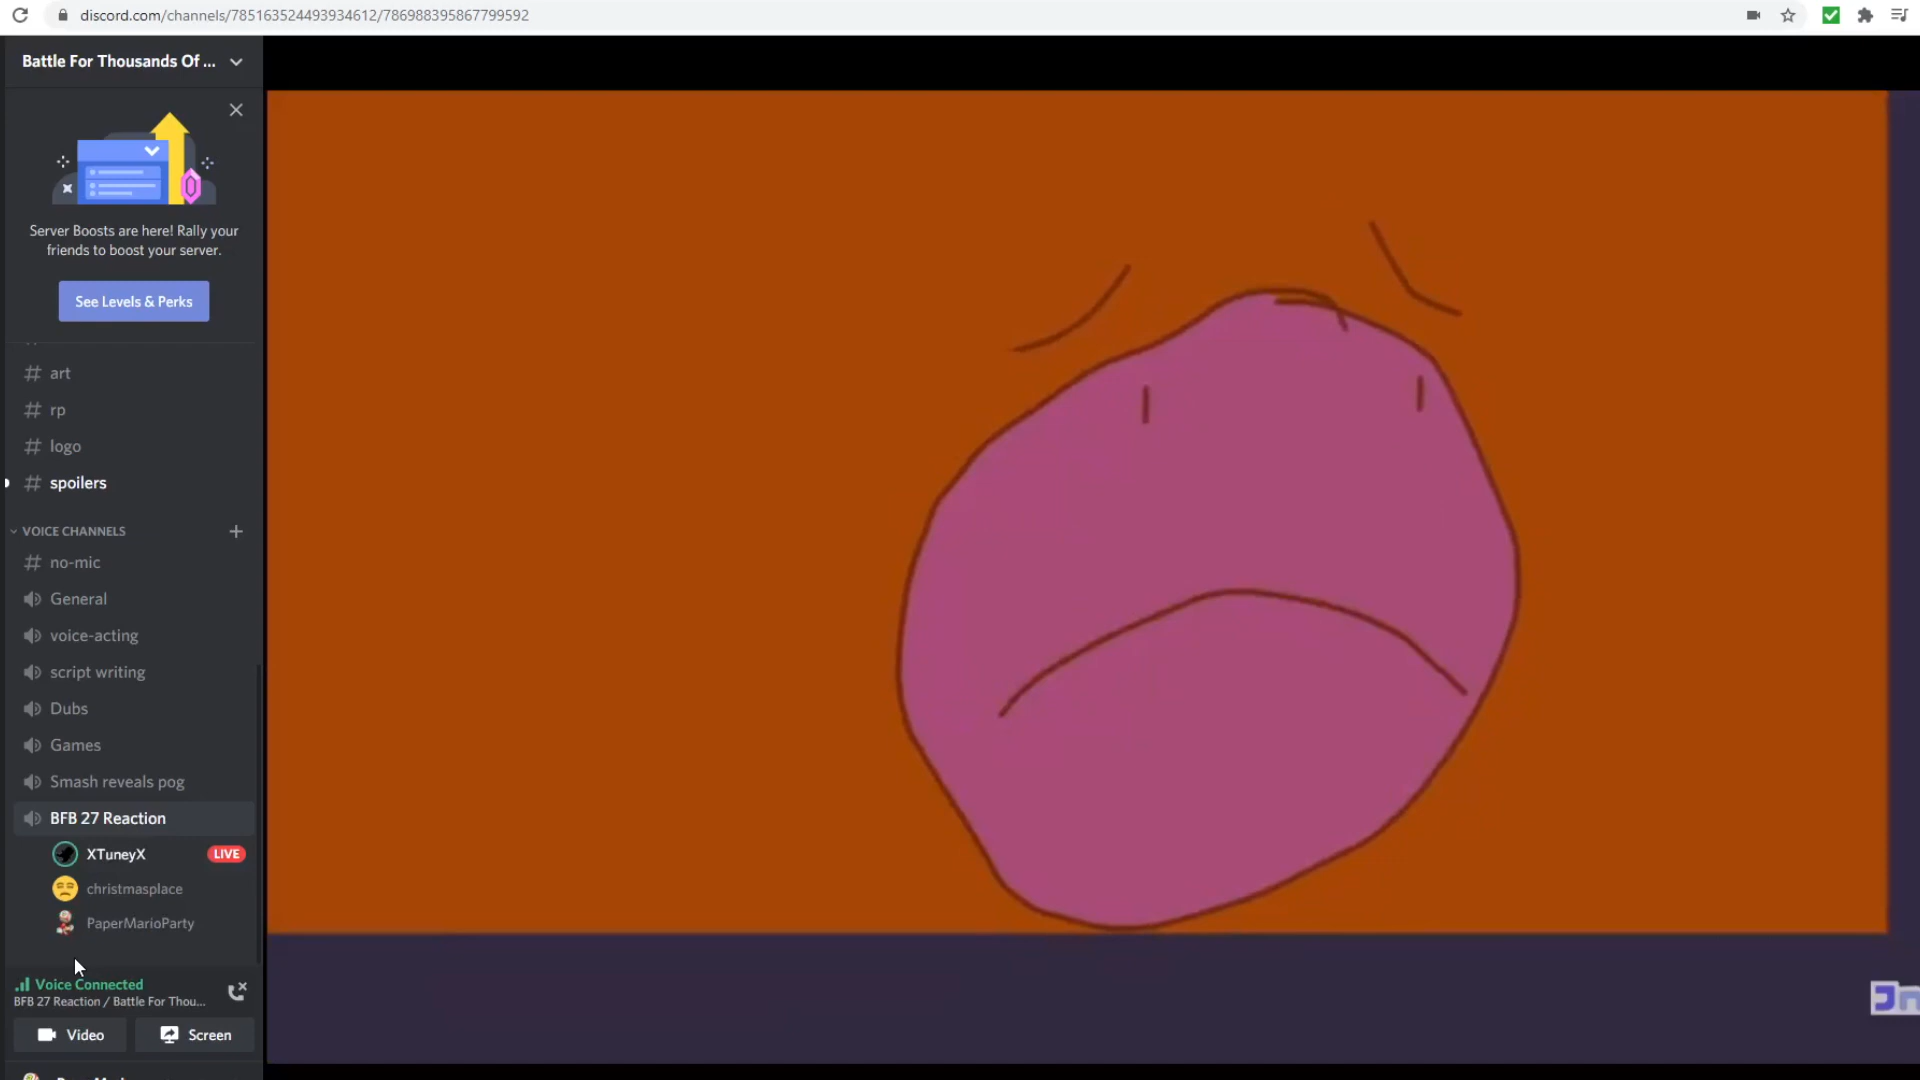 discord.com/channels/785163524493934612/786988395867799592
Battle For Thousands Of ...
Server Boosts are here! Rally your
friends to boost your server.
See Levels & Perks
# art
# rp
# logo
# spoilers
VOICE CHANNELS
# no-mic
General
voice-acting
script writing
Dubs
Games
Smash reveals pog
BFB 27 Reaction
XTuneyX LIVE
christmasplace
PaperMarioParty
Voice Connected
BFB 27 Reaction / Battle For Thou...
Video Screen